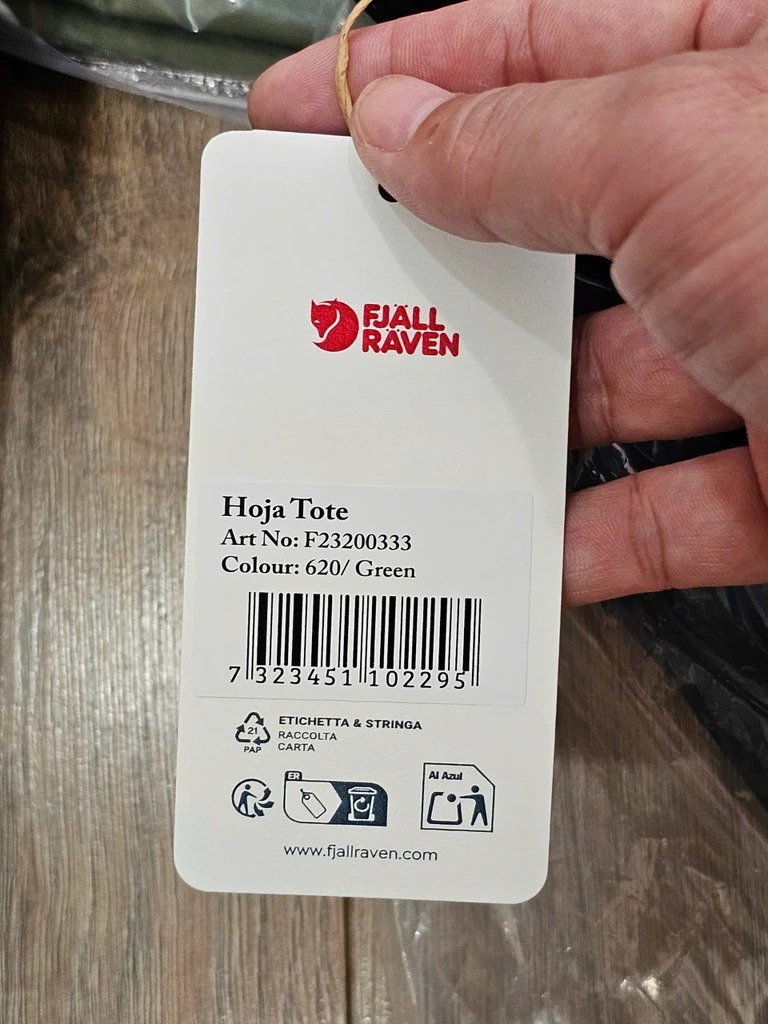 FJÄLL
RÄVEN
Hoja Tote
Art No: F23200333
Colour: 620/ Green
7 323451 102295
21
PAP
ETICHETTA & STRINGA
RACCOLTA
CARTA
FR
Al Azul
www.fjallraven.com